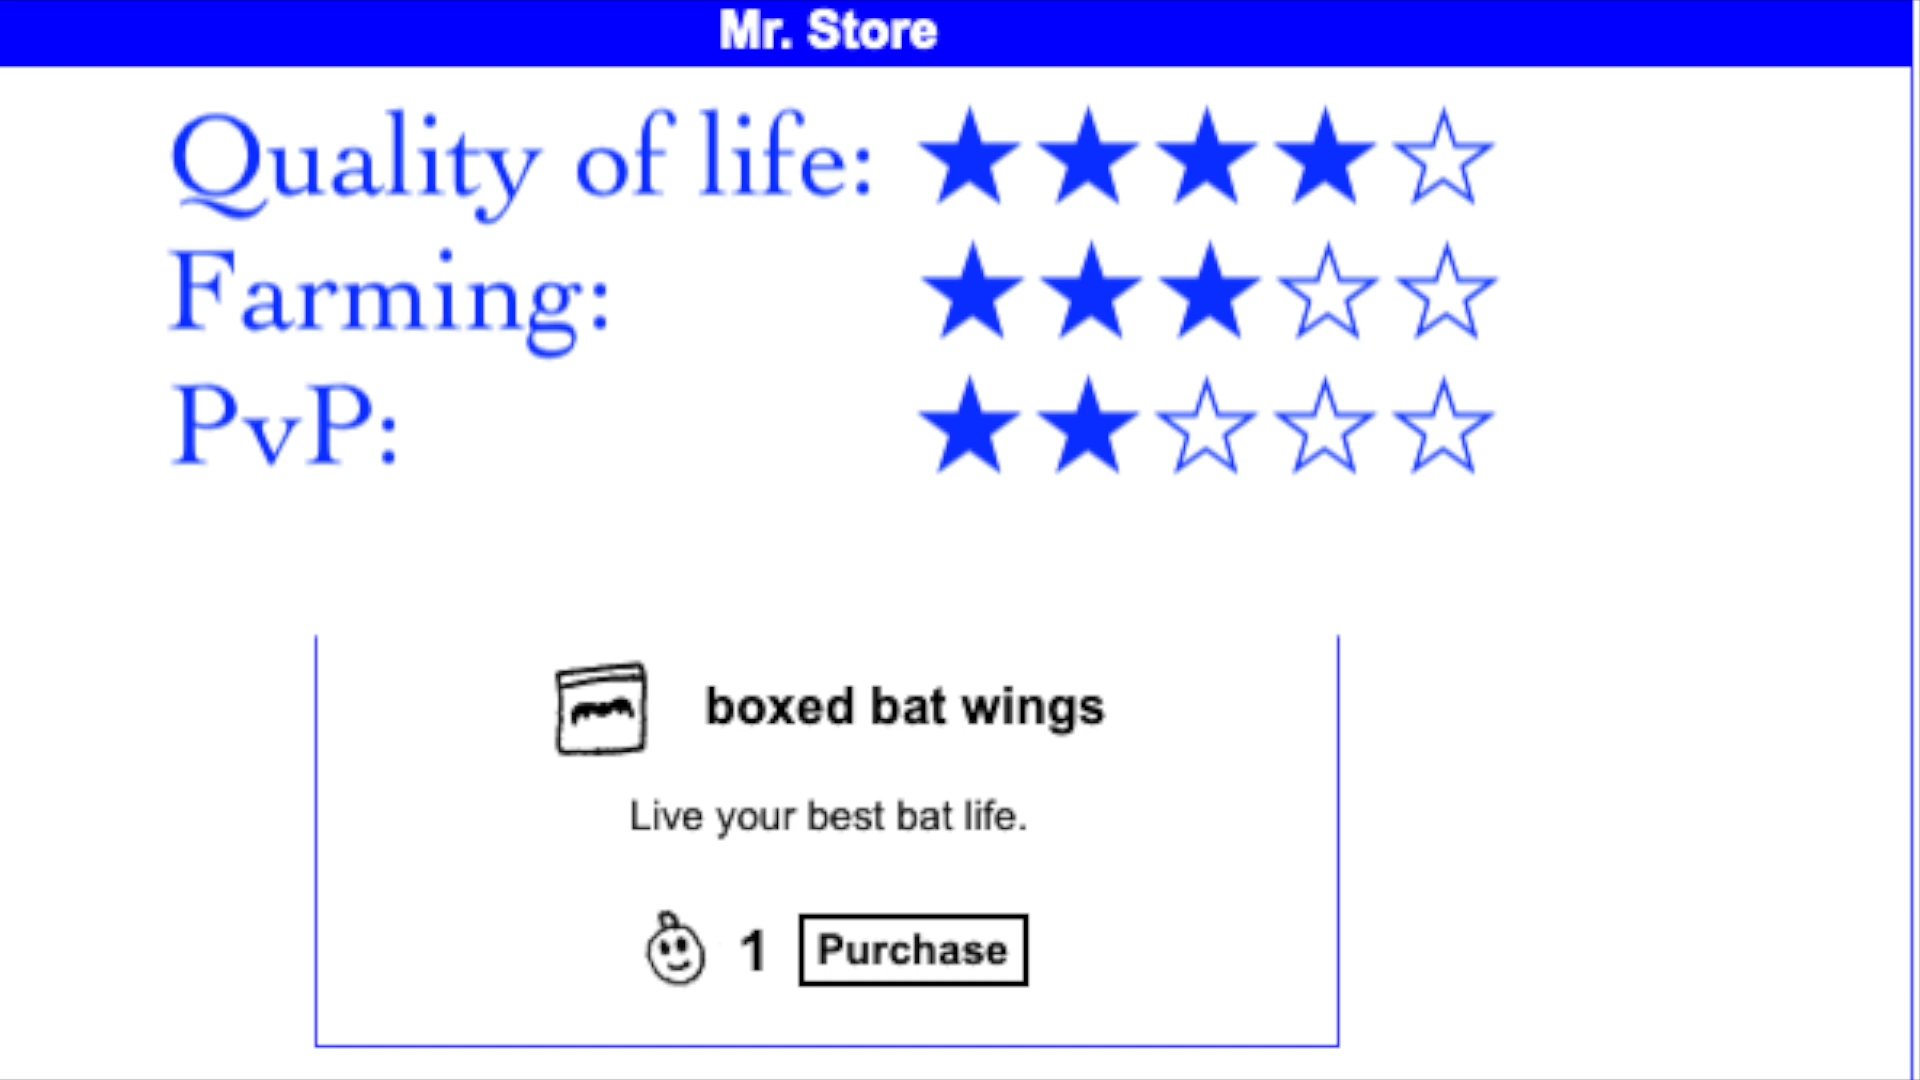 Mr. Store
Quality of life: ★★★★☆
Farming: ★★★☆☆
PvP: ★★☆☆☆
boxed bat wings
Live your best bat life.
1 Purchase